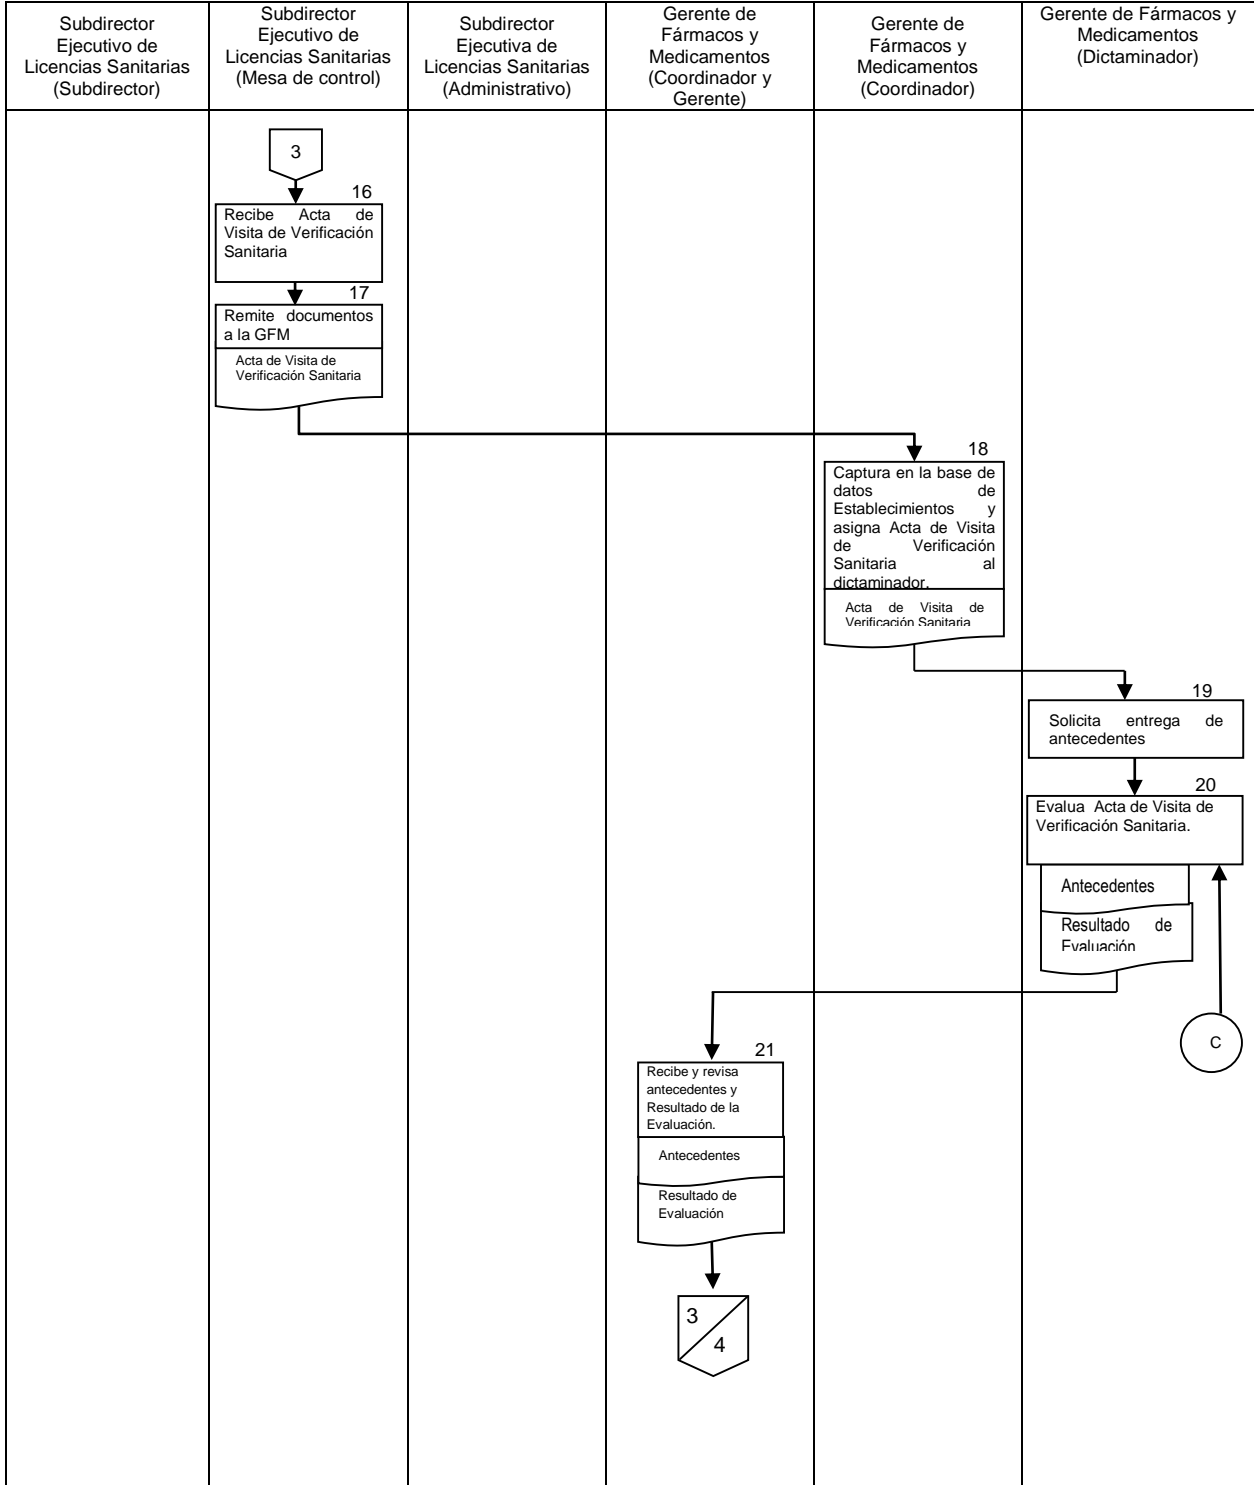 Subdirector
Ejecutivo de
Licencias Sanitarias
(Subdirector)
Subdirector
Ejecutivo de
Licencias Sanitarias
(Mesa de control)
Subdirector
Ejecutiva de
Licencias Sanitarias
(Administrativo)
Gerente de
Fármacos y
Medicamentos
(Coordinador y
Gerente)
Gerente de
Fármacos y
Medicamentos
(Coordinador)
Gerente de Fármacos y
Medicamentos
(Dictaminador)
3
16
Recibe Acta de
Visita de Verificación
Sanitaria
17
Remite documentos
a la GFM
Acta de Visita de
Verificación Sanitaria
18
Captura en la base de
datos de
Establecimientos y
asigna Acta de Visita
de Verificación
Sanitaria al
dictaminador.
Acta de Visita de
Verificación Sanitaria
19
Solicita entrega de
antecedentes
20
Evalua Acta de Visita de
Verificación Sanitaria.
Antecedentes
Resultado de
Evaluación
C
21
Recibe y revisa
antecedentes y
Resultado de la
Evaluación.
Antecedentes
Resultado de
Evaluación
3
4